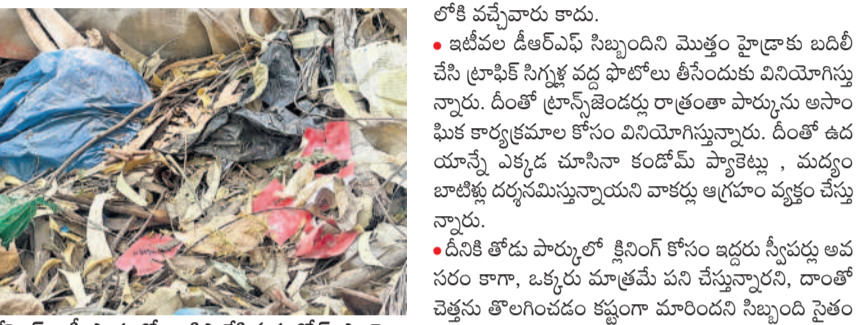 లోకి వచ్చేవారు కాదు.
• ఇటీవల డీఆర్ఎఫ్ సిబ్బందిని మొత్తం హైడ్రాకు బదిలీ
చేసి ట్రాఫిక్ సిగ్నళ్ల వద్ద ఫొటోలు తీసేందుకు వినియోగిస్తు
న్నారు. దీంతో ట్రాన్స్‌జెండర్లు రాత్రంతా పార్కును అసాం
ఘిక కార్యక్రమాల కోసం వినియోగిస్తున్నారు. దీంతో ఉద
యాన్నే ఎక్కడ చూసినా కండోమ్ ప్యాకెట్లు , మద్యం
బాటిళ్లు దర్శనమిస్తున్నాయని వాకర్లు ఆగ్రహం వ్యక్తం చేస్తు
న్నారు.
• దీనికి తోడు పార్కులో క్లినింగ్ కోసం ఇద్దరు స్వీపర్లు అవ
సరం కాగా, ఒక్కరు మాత్రమే పని చేస్తున్నారని, దాంతో
చెత్తను తొలగించడం కష్టంగా మారిందని సిబ్బంది సైతం